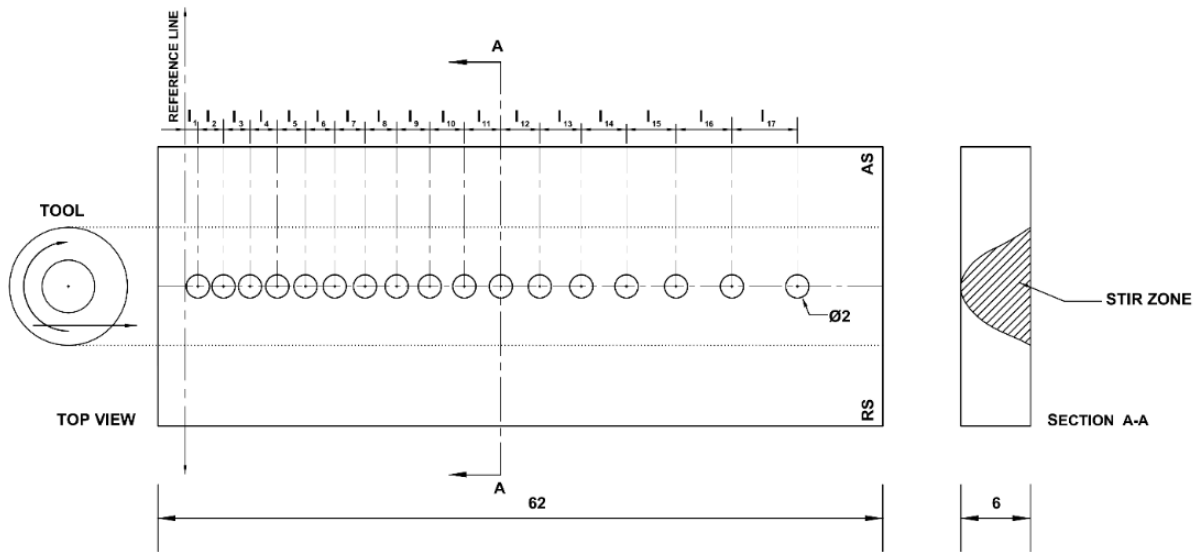 REFERENCE LINE
A
l1 l2 l3 l4 l5 l6 l7 l8 l9 l10 l11 l12 l13 l14 l15 l16 l17
AS
TOOL
STIR ZONE
Ø2
RS
TOP VIEW
SECTION A-A
A
62
6